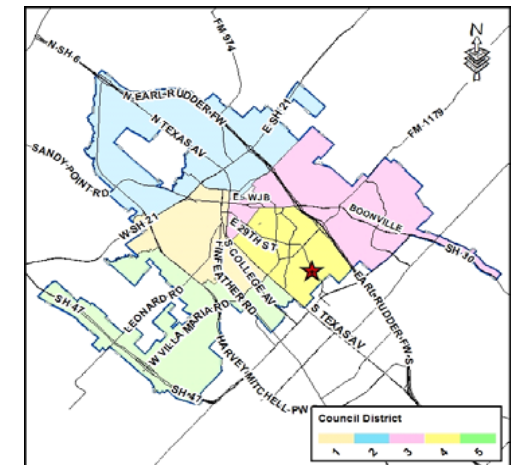 N
N-SH-6
FM 974
N-EARL-RUDDER-FW
E SH 21
N TEXAS AV
FM-1179
SANDY-POINT-RD
W-SH 21
E WJB
BOONVILLE
SH-30
E 29TH ST
S COLLEGE AV
FINFEATHER RD
EARL-RUDDER-FW-S
S TEXAS AV
LEONARD RD
W VILLA MARIA RD
SH 47
SH-47
HARVEY-MITCHELL-PW
Council District
1 2 3 4 5